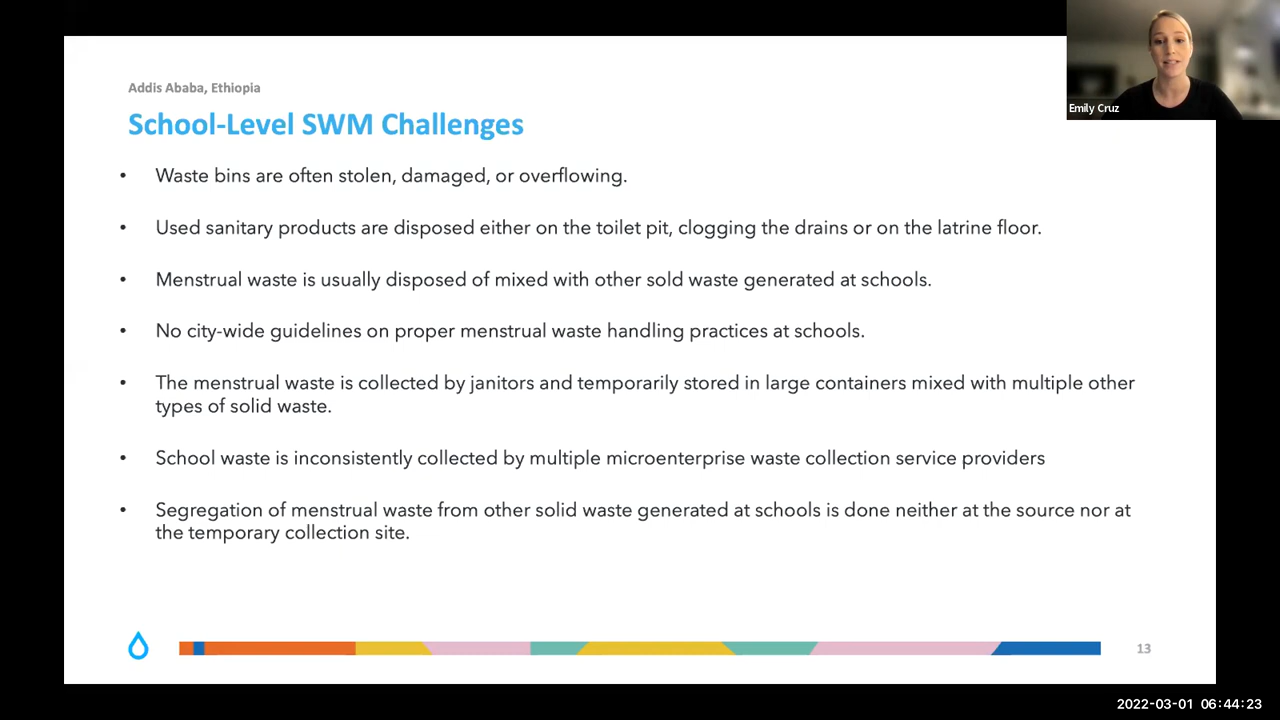 Addis Ababa, Ethiopia
School-Level SWM Challenges
• Waste bins are often stolen, damaged, or overflowing.
• Used sanitary products are disposed either on the toilet pit, clogging the drains or on the latrine floor.
• Menstrual waste is usually disposed of mixed with other sold waste generated at schools.
• No city-wide guidelines on proper menstrual waste handling practices at schools.
• The menstrual waste is collected by janitors and temporarily stored in large containers mixed with multiple other
types of solid waste.
• School waste is inconsistently collected by multiple microenterprise waste collection service providers
• Segregation of menstrual waste from other solid waste generated at schools is done neither at the source nor at
the temporary collection site.
13
Emily Cruz
2022-03-01 06:44:23